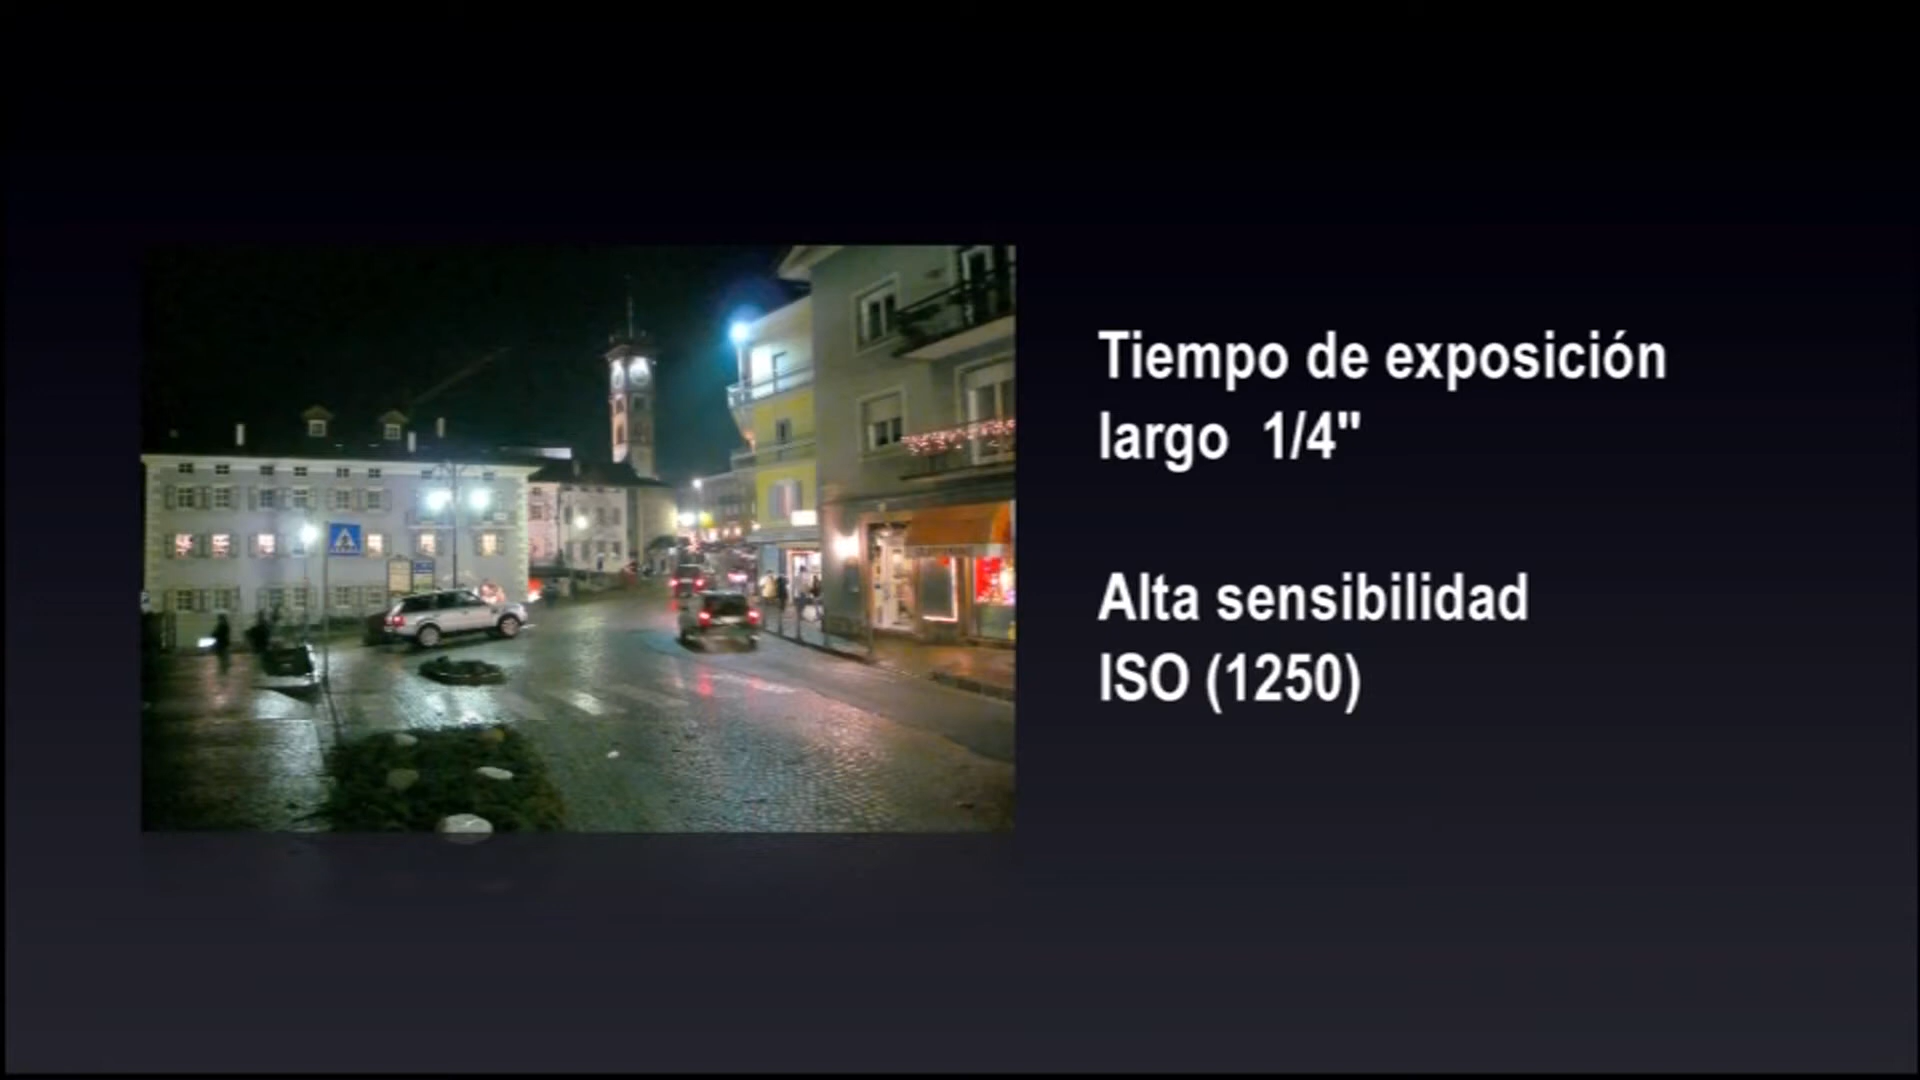 Tiempo de exposición
largo 1/4"
Alta sensibilidad
ISO (1250)